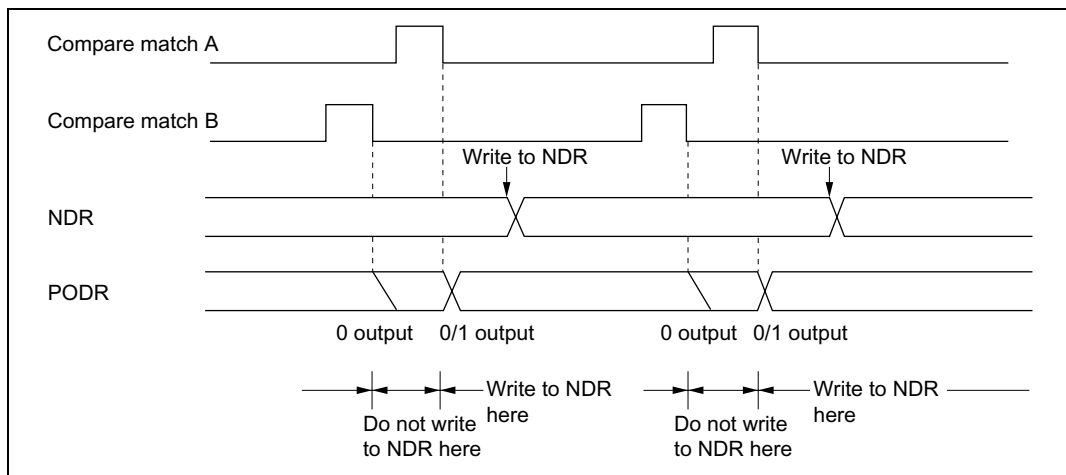 Compare match A
Compare match B
Write to NDR
Write to NDR
NDR
PODR
0 output
0/1 output
0 output
0/1 output
Write to NDR
here
Write to NDR
here
Do not write
to NDR here
Do not write
to NDR here